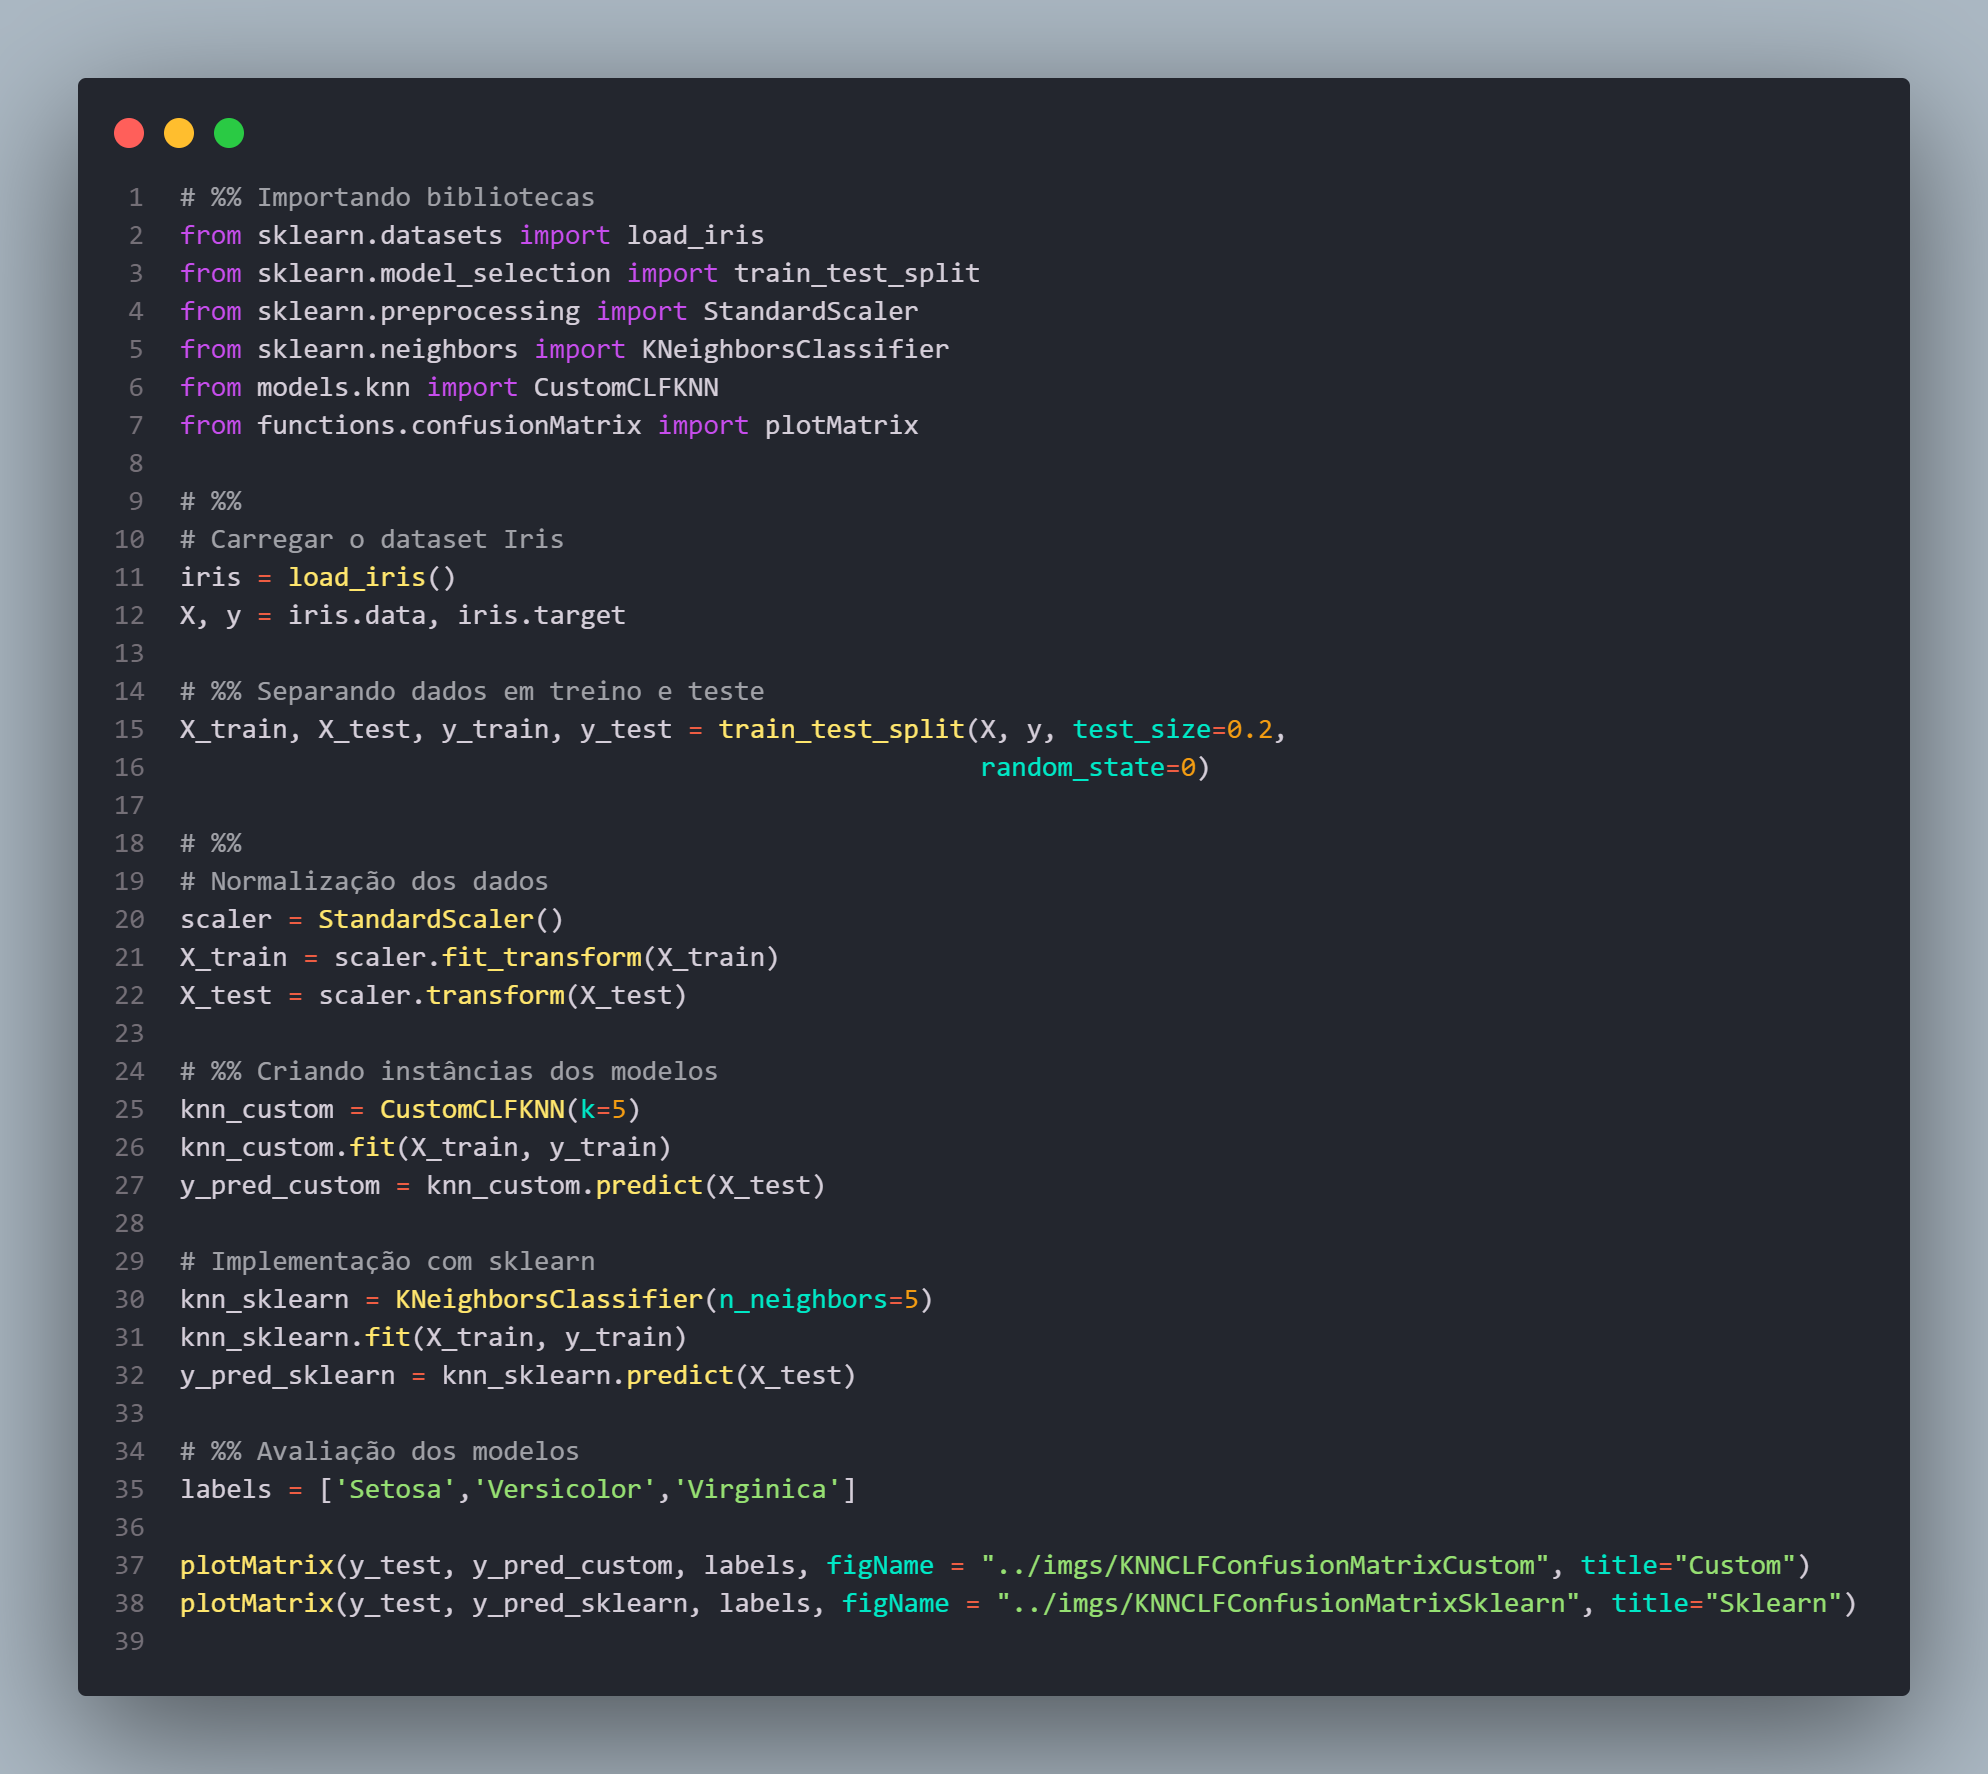 1 # %% Importando bibliotecas
2 from sklearn.datasets import load_iris
3 from sklearn.model_selection import train_test_split
4 from sklearn.preprocessing import StandardScaler
5 from sklearn.neighbors import KNeighborsClassifier
6 from models.knn import CustomCLFKNN
7 from functions.confusionMatrix import plotMatrix
8
9 # %%
10 # Carregar o dataset Iris
11 iris = load_iris()
12 X, y = iris.data, iris.target
13
14 # %% Separando dados em treino e teste
15 X_train, X_test, y_train, y_test = train_test_split(X, y, test_size=0.2,
16                                                     random_state=0)
17
18 # %%
19 # Normalização dos dados
20 scaler = StandardScaler()
21 X_train = scaler.fit_transform(X_train)
22 X_test = scaler.transform(X_test)
23
24 # %% Criando instâncias dos modelos
25 knn_custom = CustomCLFKNN(k=5)
26 knn_custom.fit(X_train, y_train)
27 y_pred_custom = knn_custom.predict(X_test)
28
29 # Implementação com sklearn
30 knn_sklearn = KNeighborsClassifier(n_neighbors=5)
31 knn_sklearn.fit(X_train, y_train)
32 y_pred_sklearn = knn_sklearn.predict(X_test)
33
34 # %% Avaliação dos modelos
35 labels = ['Setosa','Versicolor','Virginica']
36
37 plotMatrix(y_test, y_pred_custom, labels, figName = "../imgs/KNNCLFConfusionMatrixCustom", title="Custom")
38 plotMatrix(y_test, y_pred_sklearn, labels, figName = "../imgs/KNNCLFConfusionMatrixSklearn", title="Sklearn")
39